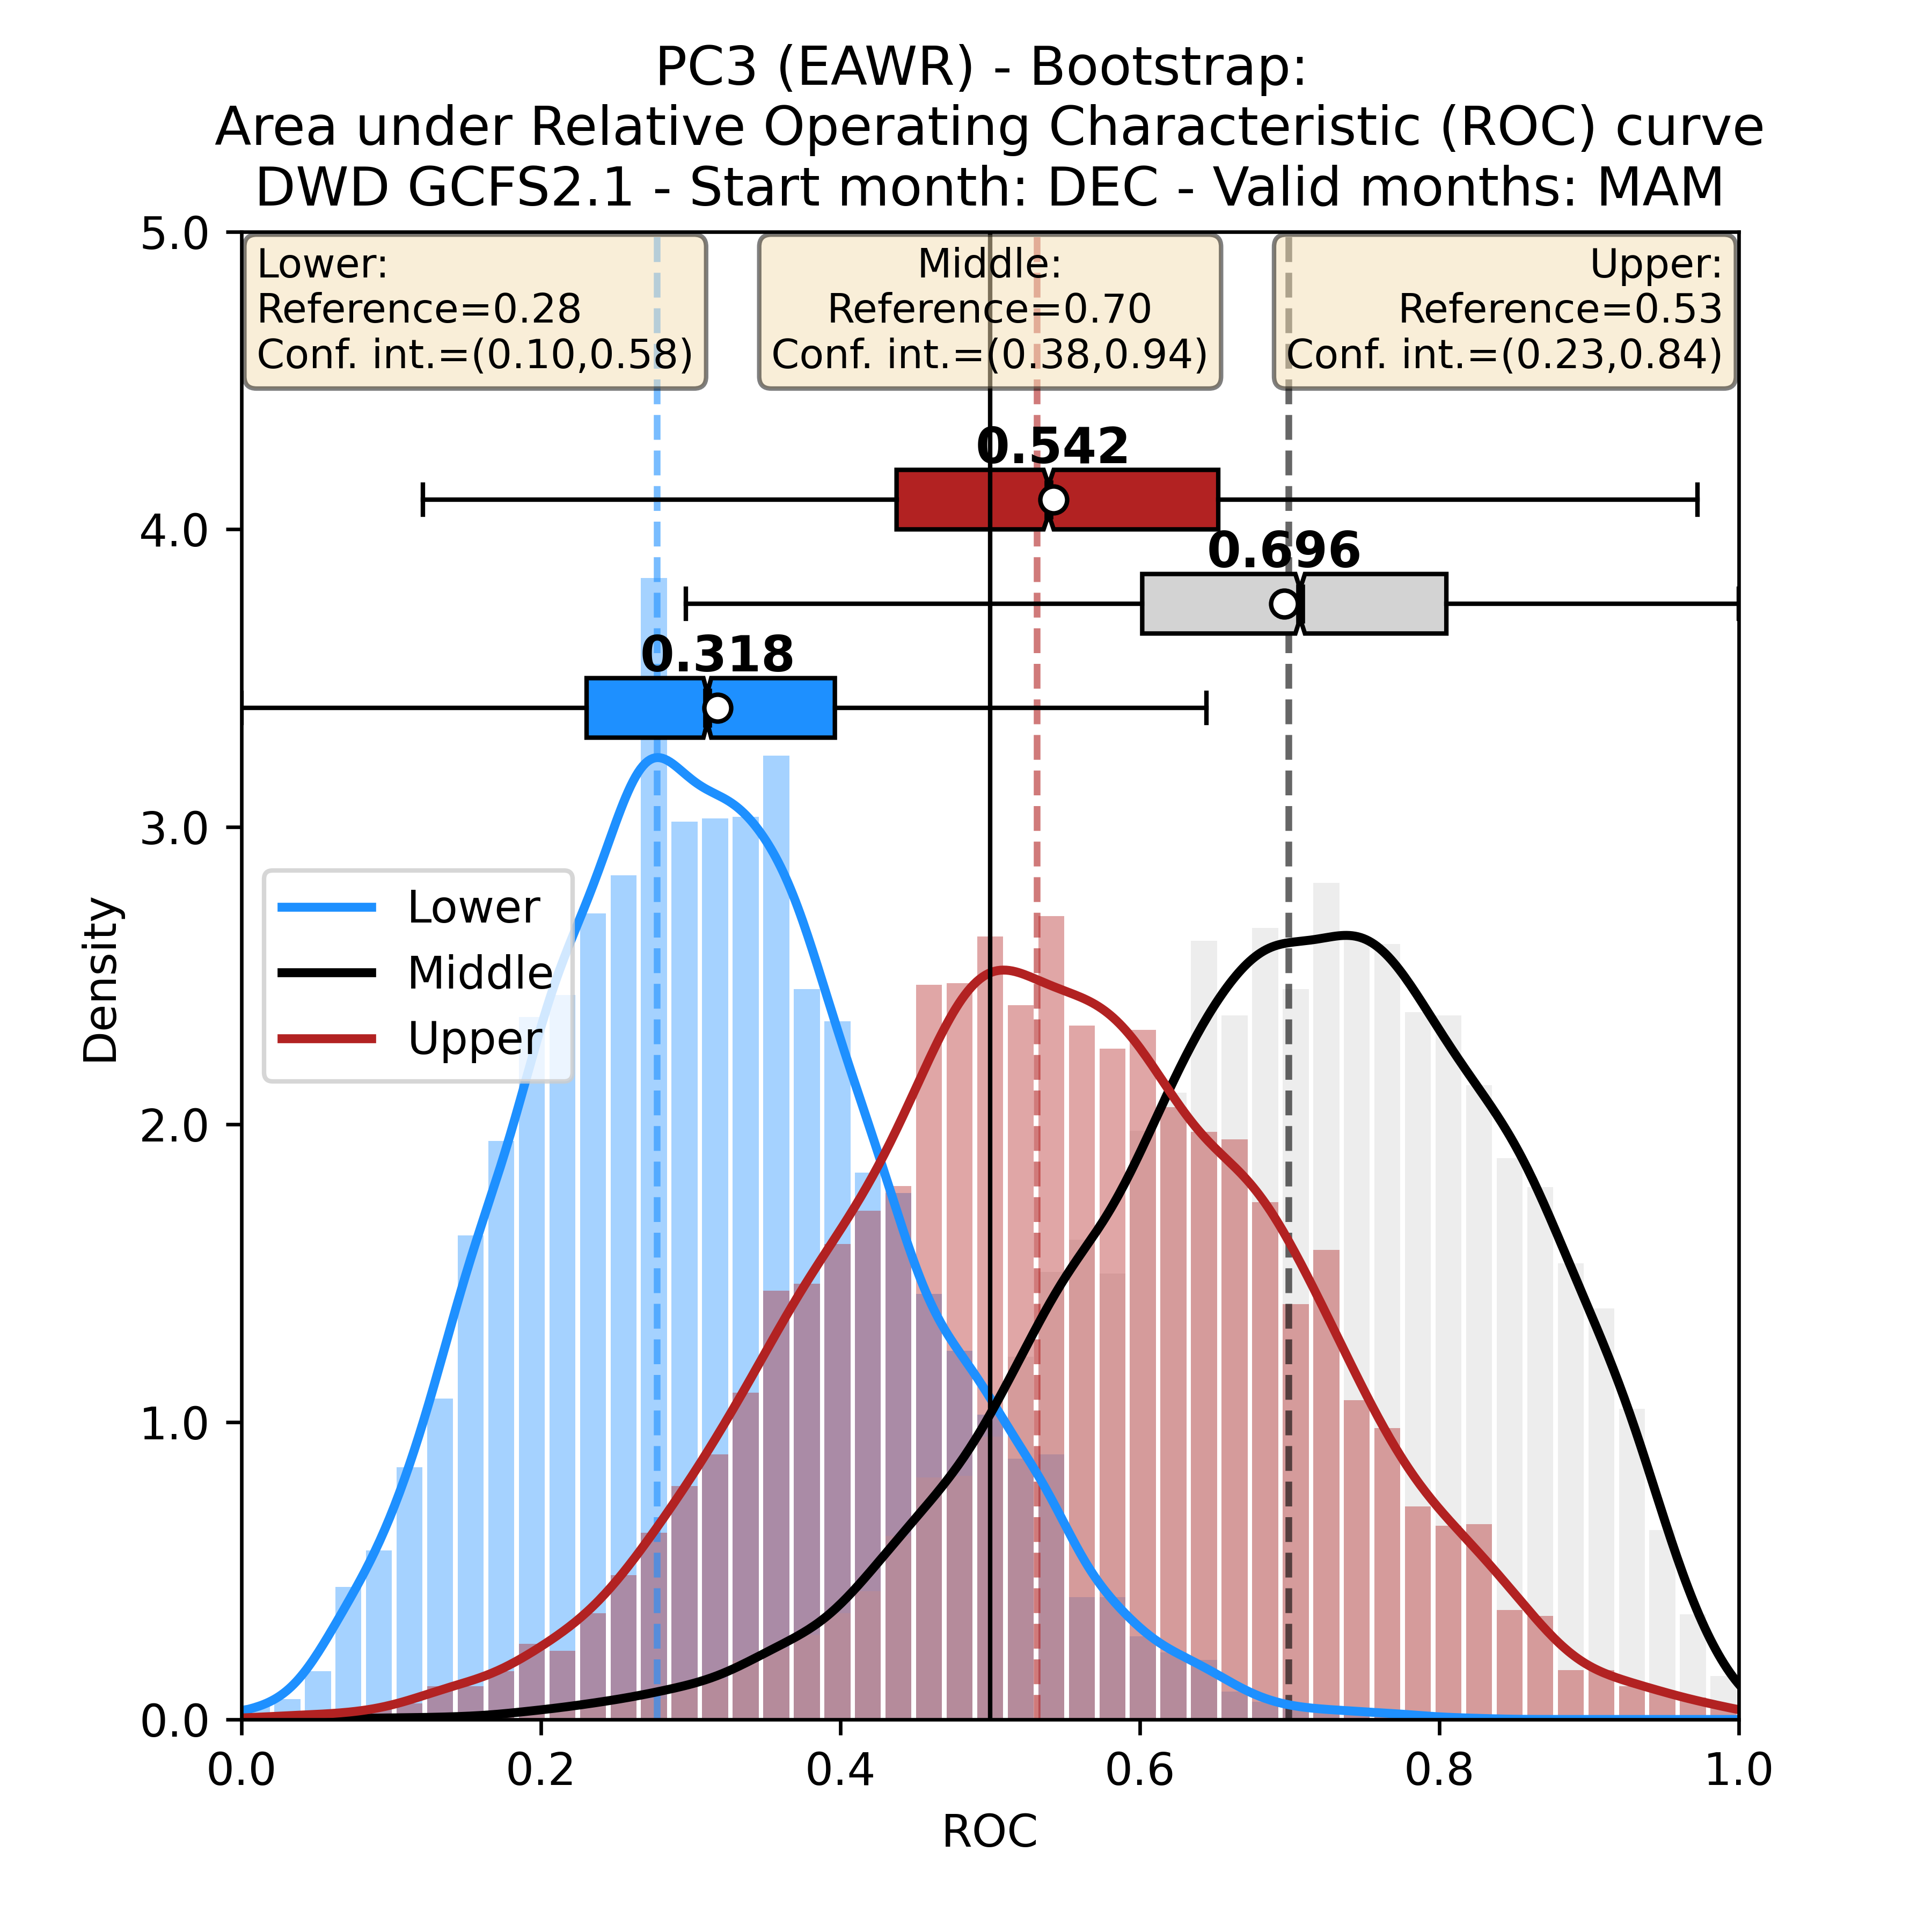 PC3 (EAWR) - Bootstrap:
Area under Relative Operating Characteristic (ROC) curve
DWD GCFS2.1 - Start month: DEC - Valid months: MAM
Lower:
Reference=0.28
Conf. int.=(0.10,0.58)
Middle:
Reference=0.70
Conf. int.=(0.38,0.94)
Upper:
Reference=0.53
Conf. int.=(0.23,0.84)
0.542
0.696
0.318
Lower
Middle
Upper
Density
5.0
4.0
3.0
2.0
1.0
0.0
0.0
0.2
0.4
0.6
0.8
1.0
ROC